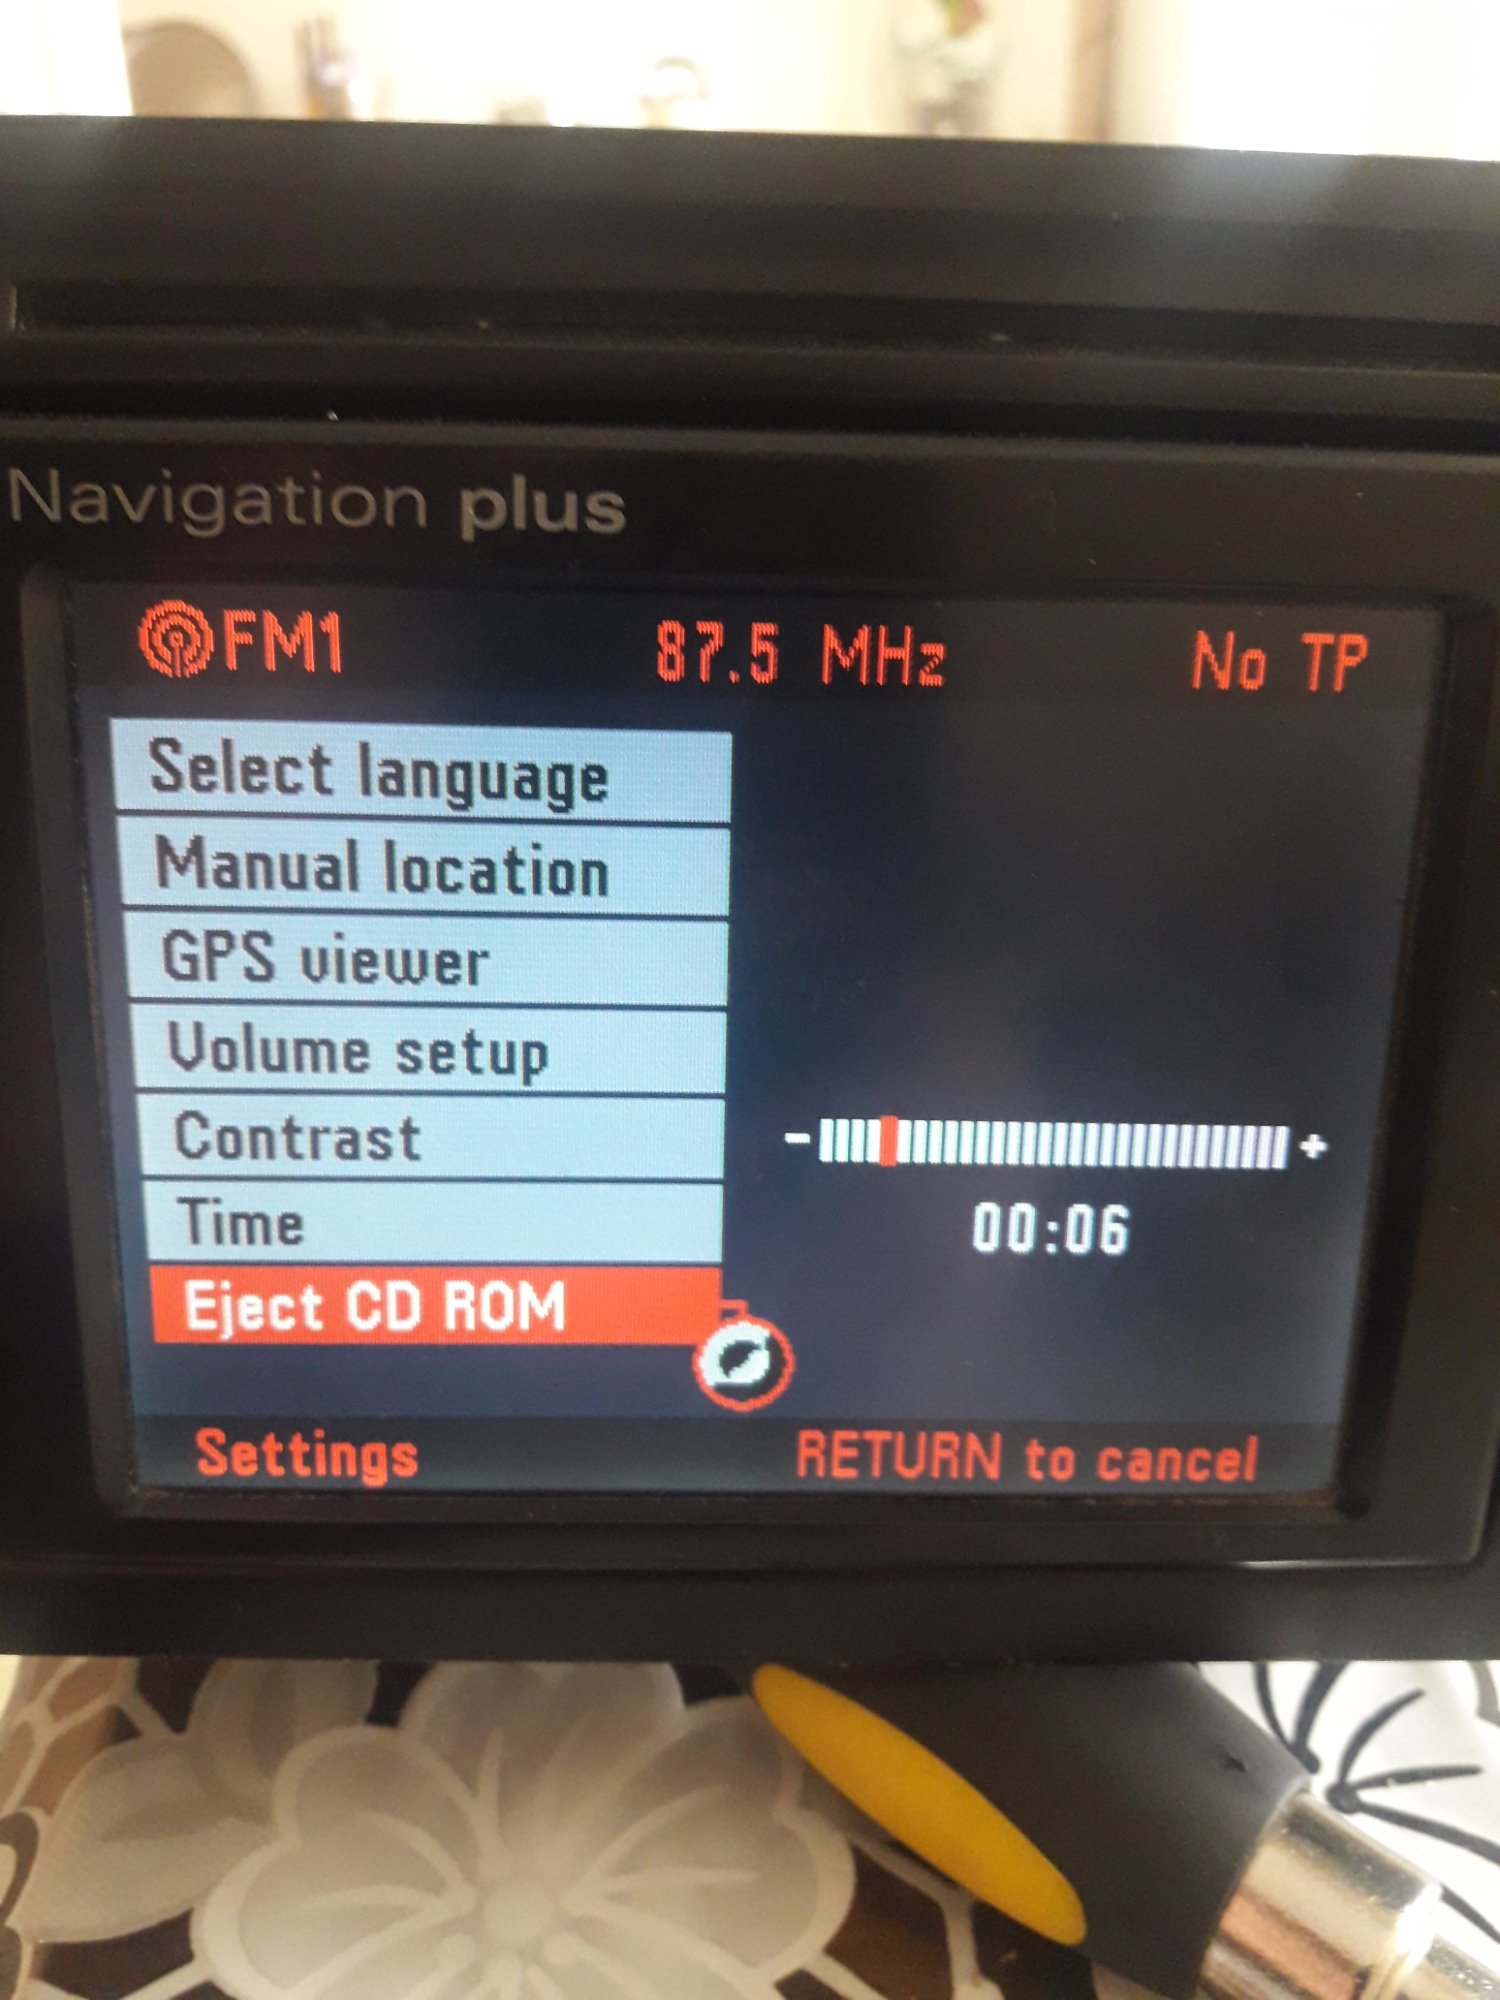 Navigation plus
FM1 87.5 MHz No TP
Select language
Manual location
GPS viewer
Volume setup
Contrast - +
Time 00:06
Eject CD ROM
Settings RETURN to cancel